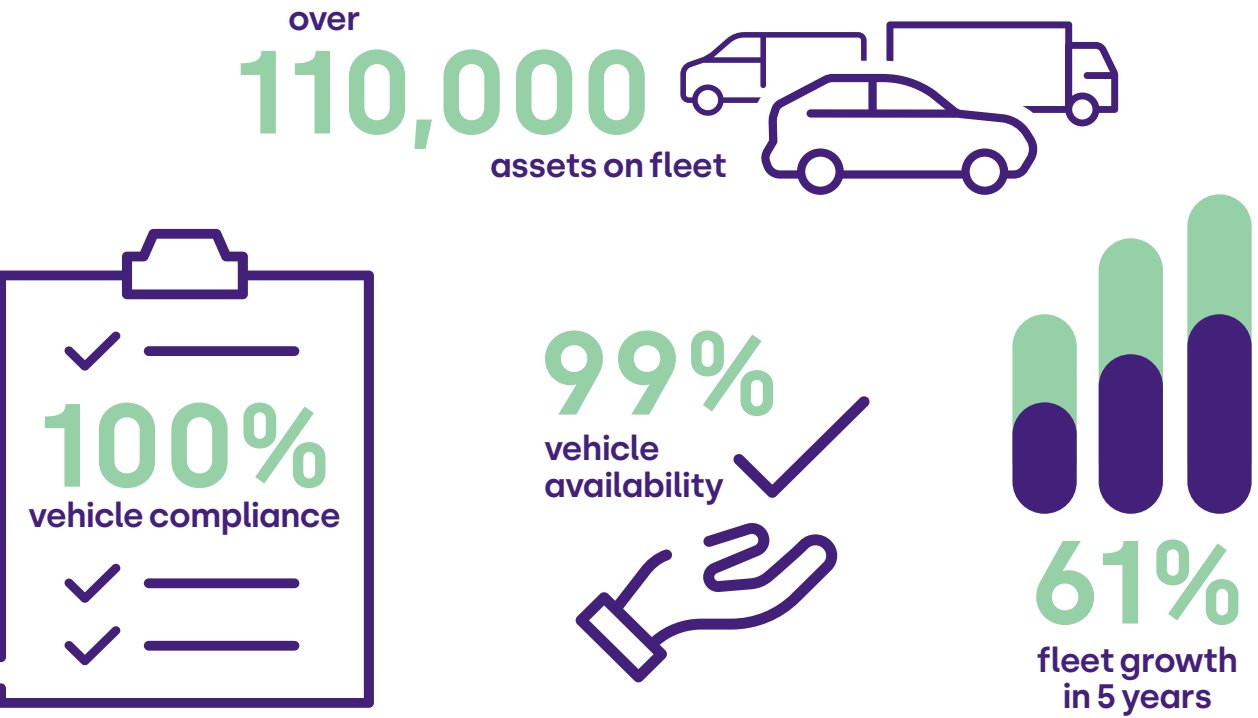 over
110,000
assets on fleet
100%
vehicle compliance
99%
vehicle
availability
61%
fleet growth
in 5 years